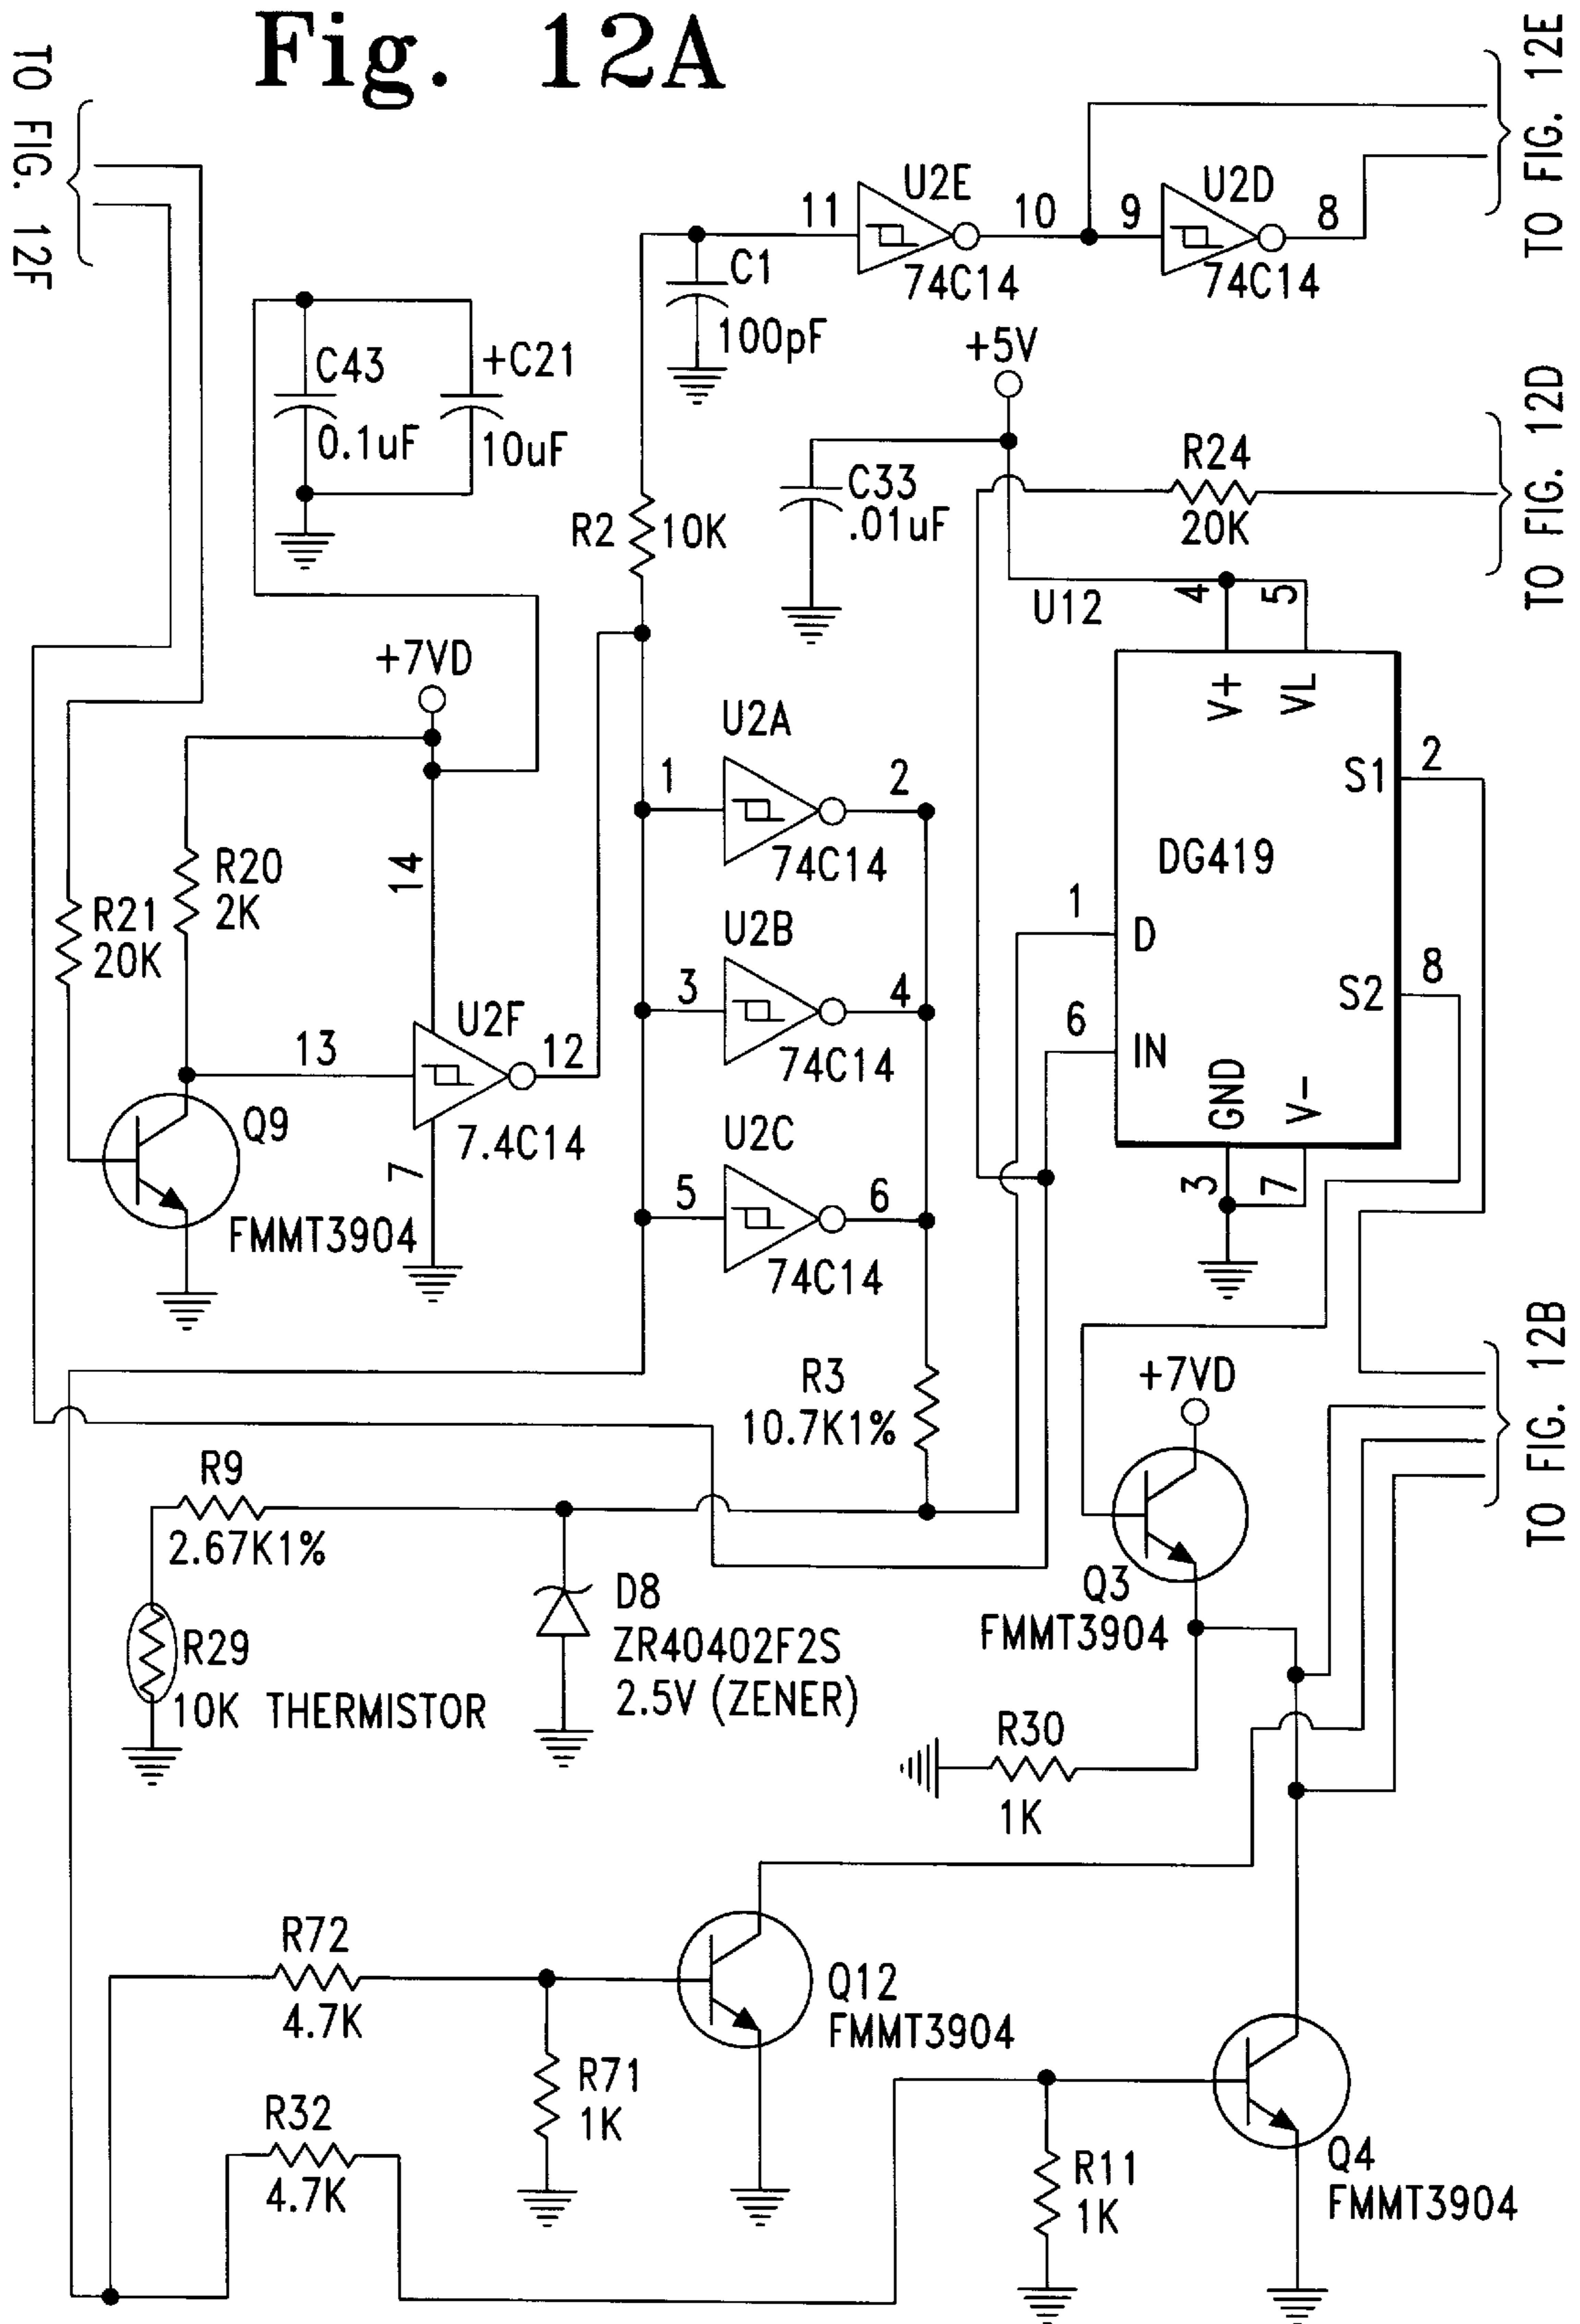 Fig. 12A
TO FIG. 12F
TO FIG. 12E
U2E
11
10
74C14
U2D
9
8
74C14
C1
100pF
+5V
C43
0.1uF
+C21
10uF
TO FIG. 12D
R24
20K
C33
.01uF
R2
10K
U12
4
5
+7VD
V+
VL
U2A
1
2
74C14
S1
2
DG419
14
R20
2K
R21
20K
1
D
U2B
3
4
74C14
S2
8
6
IN
U2F
13
12
7.4C14
7
GND
V-
3
7
Q9
FMMT3904
U2C
5
6
74C14
TO FIG. 12B
R3
10.7K1%
+7VD
R9
2.67K1%
Q3
FMMT3904
D8
ZR40402F2S
2.5V (ZENER)
R29
10K THERMISTOR
R30
1K
R72
4.7K
Q12
FMMT3904
R71
1K
R32
4.7K
R11
1K
Q4
FMMT3904